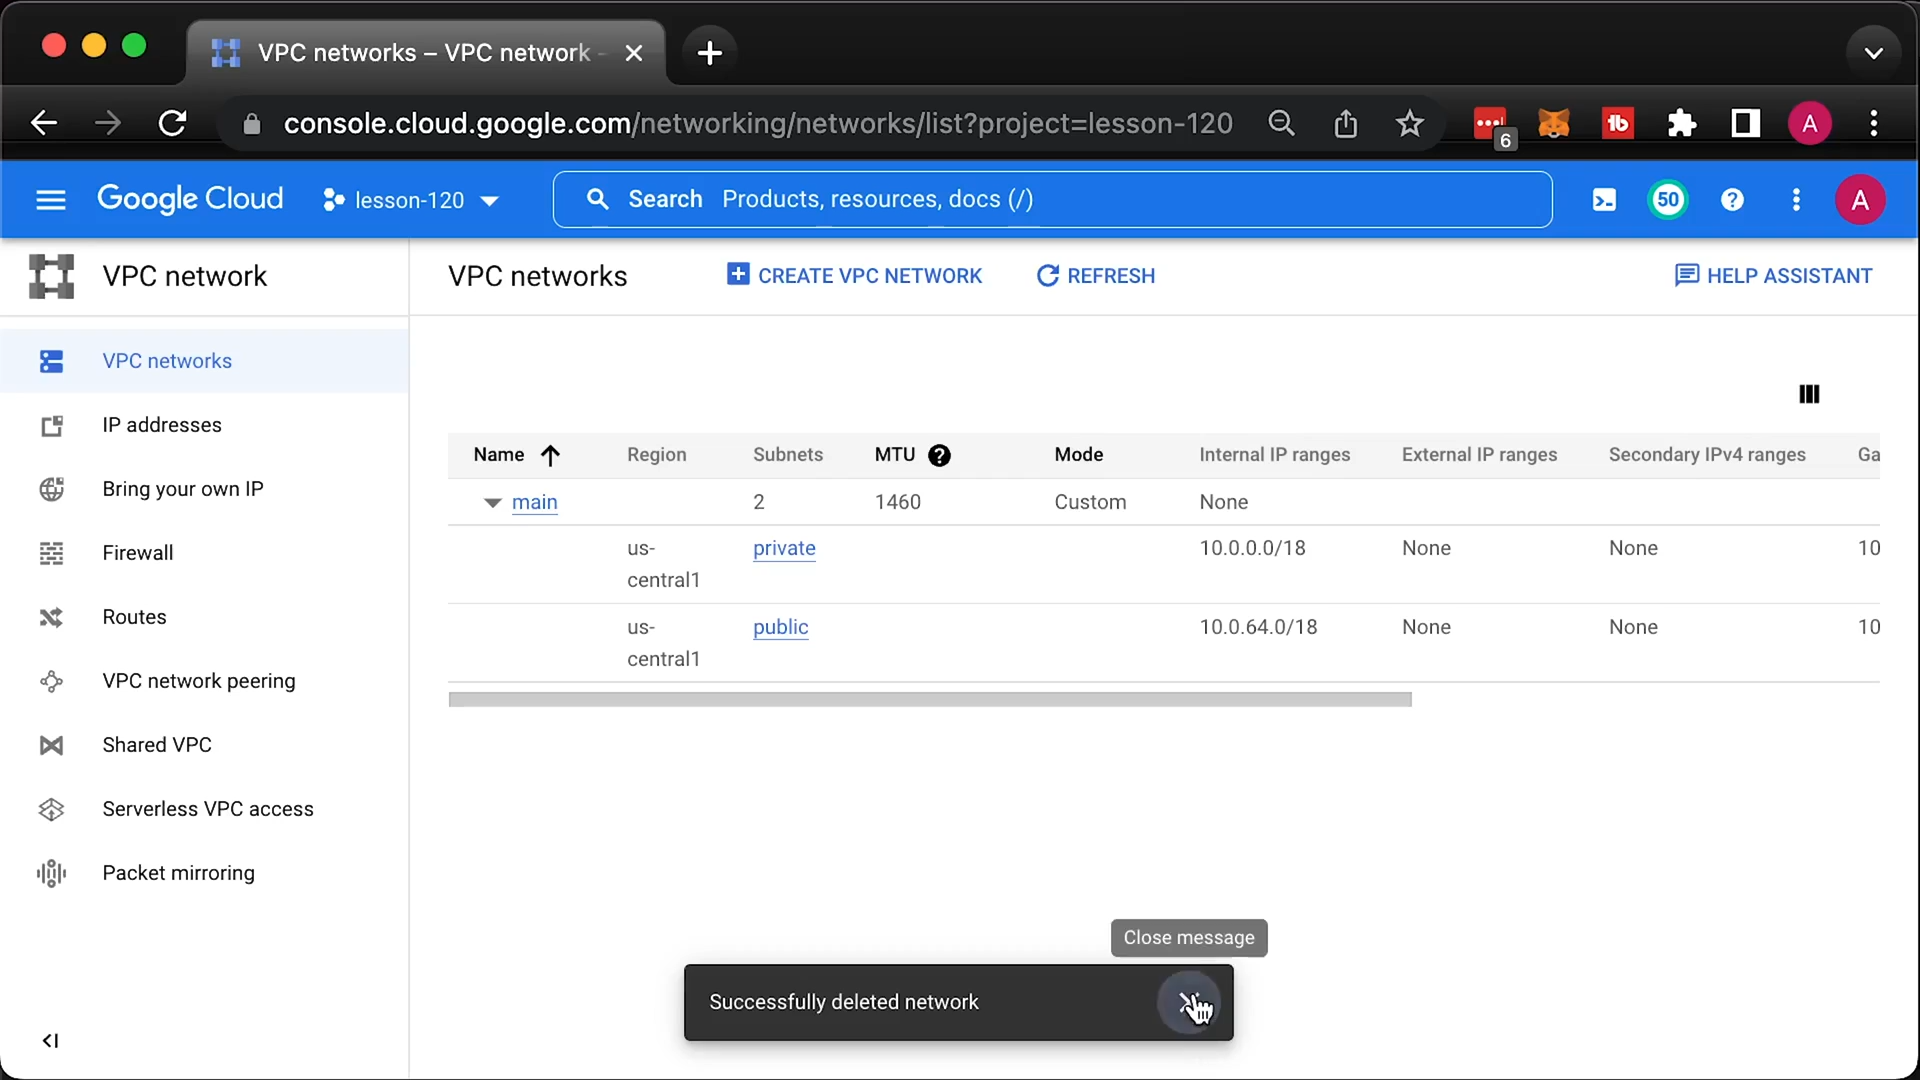 VPC networks – VPC network -
console.cloud.google.com/networking/networks/list?project=lesson-120
6
A
Google Cloud
lesson-120
Search Products, resources, docs (/)
50
A
VPC network
VPC networks
CREATE VPC NETWORK
REFRESH
HELP ASSISTANT
VPC networks
IP addresses
Bring your own IP
Firewall
Routes
VPC network peering
Shared VPC
Serverless VPC access
Packet mirroring
Name Region Subnets MTU Mode Internal IP ranges External IP ranges Secondary IPv4 ranges Ga
main 2 1460 Custom None
us-central1 private 10.0.0.0/18 None None 10
us-central1 public 10.0.64.0/18 None None 10
Close message
Successfully deleted network